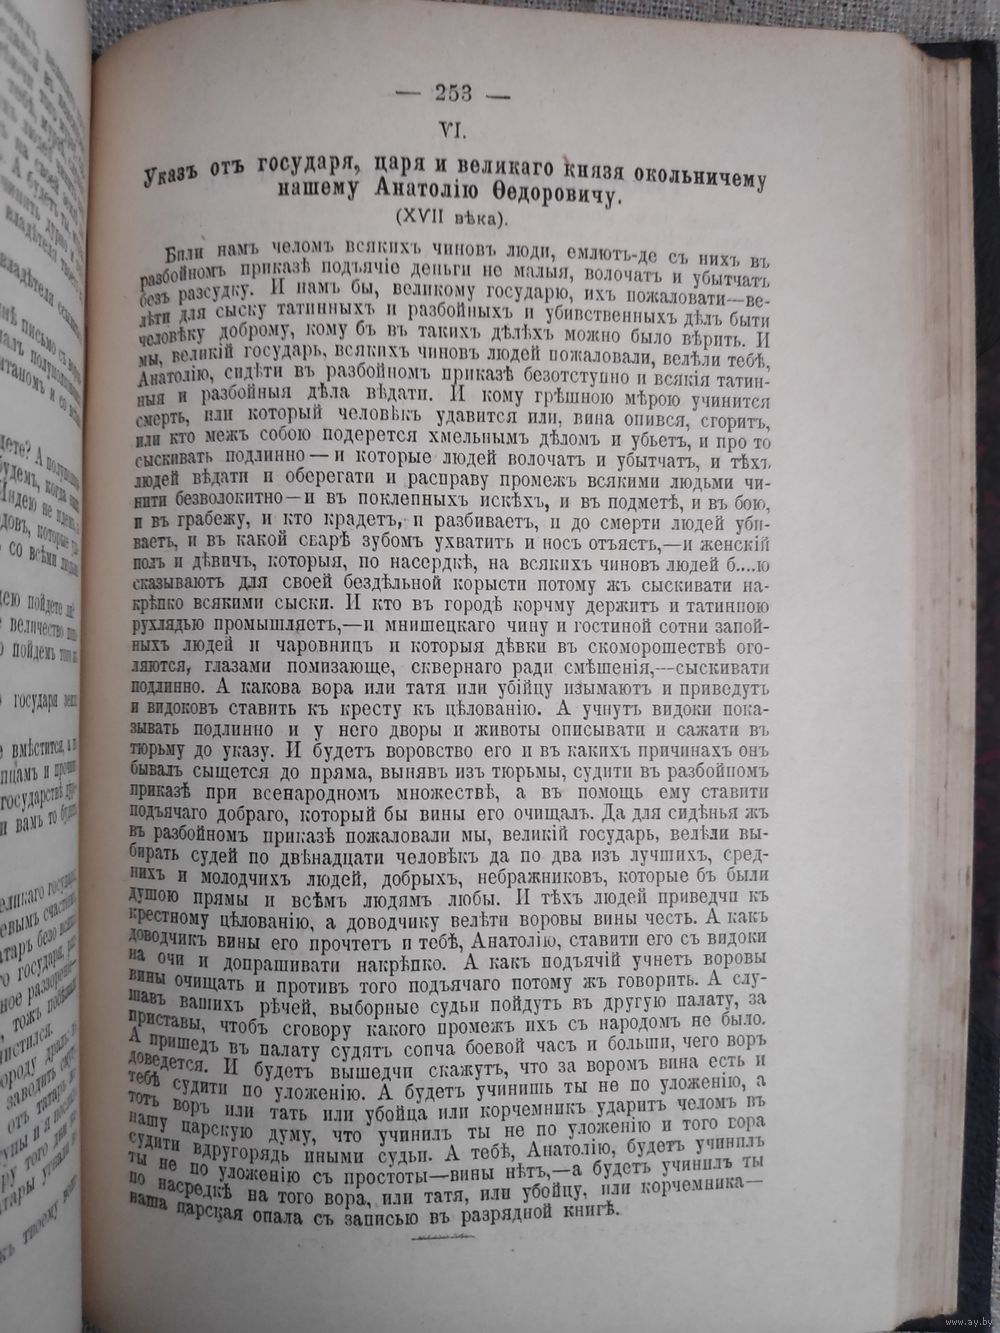 — 253 —
VI.
Указъ отъ государя, царя и великаго князя окольничему
нашему Анатолію Ѳедоровичу.
(XVII вѣка).
Били намъ челомъ всякихъ чиновъ люди, емлютъ-де съ нихъ въ
разбойномъ приказѣ подъячіе деньги не малыя, волочатъ и убытчатъ
безъ разсудку. И намъ бы, великому государю, ихъ пожаловати—ве-
лѣти для сыску татинныхъ и разбойныхъ и убивственныхъ дѣлъ быти
человѣку доброму, кому бъ въ такихъ дѣлѣхъ можно было вѣрить. И
мы, великій государь, всякихъ чиновъ людей пожаловали, велѣли тебѣ,
Анатолію, сидѣти въ разбойномъ приказѣ безотступно и всякія татин-
ныя и разбойныя дѣла вѣдати. И кому грѣшною мѣрою учинится
смерть, или который человѣкъ удавится или, вина опився, сгоритъ,
или кто межъ собою подерется хмельнымъ дѣломъ и убьетъ, и про то
сыскивать подлинно — и которые людей волочатъ и убытчатъ, и тѣхъ
людей вѣдати и оберегати и расправу промежъ всякими людьми чи-
нити безволокитно—и въ поклепныхъ искѣхъ, и въ подметѣ, и въ бою,
и въ грабежу, и кто крадетъ, и разбиваетъ, и до смерти людей уби-
ваетъ, и въ какой сварѣ зубомъ ухватитъ и носъ отъястъ,—и женскій
полъ и дѣвичъ, которыя, по насердкѣ, на всякихъ чиновъ людей б....ю
сказываютъ для своей бездѣльной корысти потому жъ сыскивати на-
крѣпко всякими сыски. И кто въ городѣ корчму держитъ и татинною
рухлядью промышляетъ,—и мнишецкаго чину и гостиной сотни запой-
ныхъ людей и чаровницъ и которыя дѣвки въ скоморошествѣ ого-
ляются, глазами помизающе, сквернаго ради смѣшенія,—сыскивати
подлинно. А какова вора или татя или убійцу изымаютъ и приведутъ
и видоковъ ставить къ кресту къ цѣлованію. А учнутъ видоки пока-
зывать подлинно и у него дворы и животы описывати и сажати въ
тюрьму до указу. И будетъ воровство его и въ какихъ причинахъ онъ
бывалъ сыщется до пряма, вынявъ изъ тюрьмы, судити въ разбойномъ
приказѣ при всенародномъ множествѣ, а въ помощь ему ставити
подъячаго добраго, который бы вины его очищалъ. Да для сидѣнья жъ
въ разбойномъ приказѣ пожаловали мы, великій государь, велѣли вы-
бирать судей по двѣнадцати человѣкъ да по два изъ лучшихъ, сред-
нихъ и молодчихъ людей, добрыхъ, небражниковъ, которые бъ были
душою прямы и всѣмъ людямъ любы. И тѣхъ людей приведчи къ
крестному цѣлованію, а доводчику велѣти воровы вины честь. А какъ
доводчикъ вины его прочтетъ и тебѣ, Анатолію, ставити его съ видоки
на очи и допрашивати накрѣпко. А какъ подъячій учнетъ воровы
вины очищать и противъ того подъячаго потому жъ говорить. А слу-
шавъ вашихъ рѣчей, выборные судьи пойдутъ въ другую палату, за
приставы, чтобъ сговору какого промежъ ихъ съ народомъ не было.
А пришедъ въ палату судятъ сопча боевой часъ и больши, чего воръ
доведется. И будетъ вышедчи скажутъ, что за воромъ вина есть и
тебѣ судити по уложенію. А будетъ учинишь ты не по уложенію, а
тотъ воръ или тать или убойца или корчемникъ ударитъ челомъ въ
нашу царскую думу, что учинилъ ты не по уложенію и того вора
судити вдругорядь иными судьи. А тебѣ, Анатолію, будетъ учинилъ
ты не по уложенію съ простоты—вины нѣтъ,—а будетъ учинилъ ты
по насредкѣ на того вора, или татя, или убойцу, или корчемника—
наша царская опала съ записью въ разрядной книгѣ.
www.ay.by